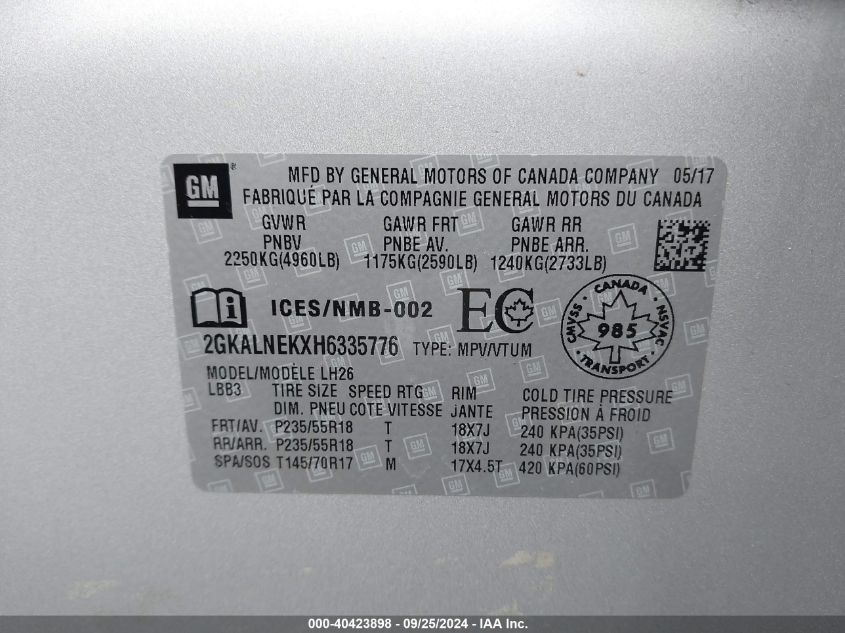 GM
MFD BY GENERAL MOTORS OF CANADA COMPANY 05/17
FABRIQUÉ PAR LA COMPAGNIE GENERAL MOTORS DU CANADA
GVWR GAWR FRT GAWR RR
PNBV PNBE AV. PNBE ARR.
2250KG(4960LB) 1175KG(2590LB) 1240KG(2733LB)
ICES/NMB-002 EC
CANADA
CMVSS 985 NSVAC
TRANSPORT
2GKALNEKXH6335776 TYPE: MPV/VTUM
MODEL/MODÈLE LH26
LBB3 TIRE SIZE SPEED RTG RIM COLD TIRE PRESSURE
DIM. PNEU COTE VITESSE JANTE PRESSION À FROID
FRT/AV. P235/55R18 T 18X7J 240 KPA(35PSI)
RR/ARR. P235/55R18 T 18X7J 240 KPA(35PSI)
SPA/SOS T145/70R17 M 17X4.5T 420 KPA(60PSI)
000-40423898 - 09/25/2024 - IAA Inc.